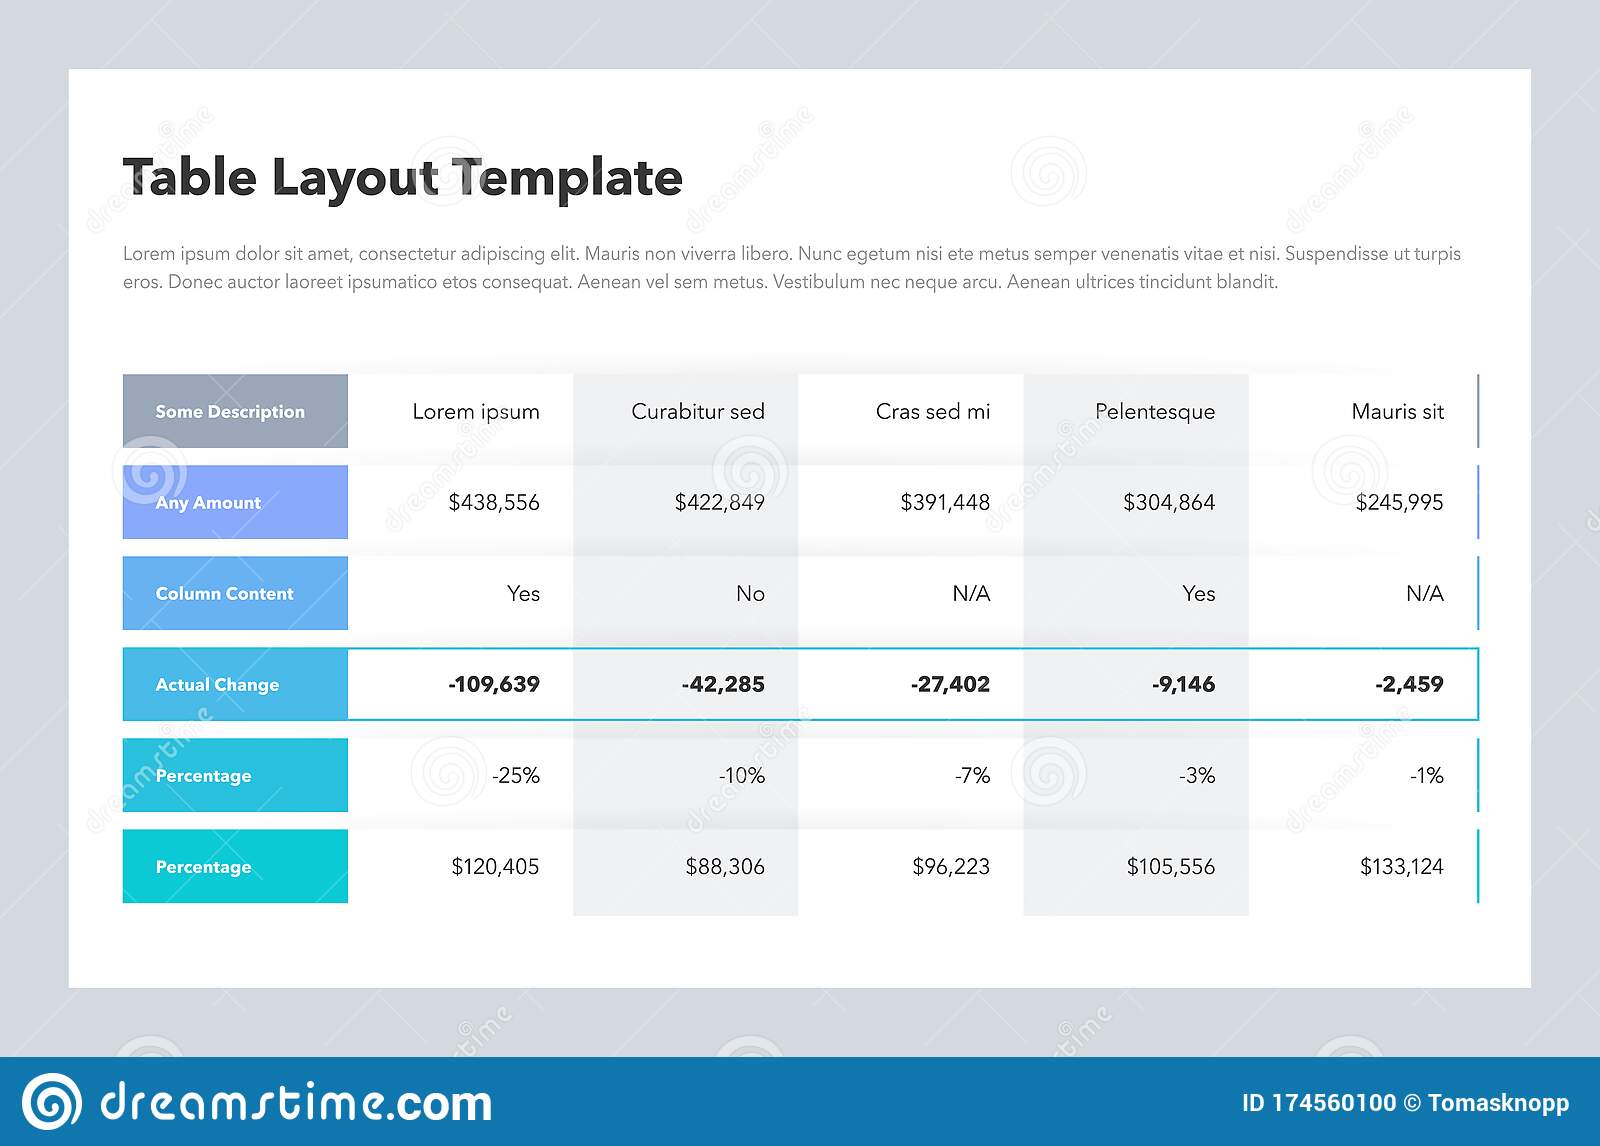 Table Layout Template
Lorem ipsum dolor sit amet, consectetur adipiscing elit. Mauris non viverra libero. Nunc egetum nisi ete metus semper venenatis vitae et nisi. Suspendisse ut turpis
eros. Donec auctor laoreet ipsumatico etos consequat. Aenean vel sem metus. Vestibulum nec neque arcu. Aenean ultrices tincidunt blandit.
Some Description Lorem ipsum Curabitur sed Cras sed mi Pelentesque Mauris sit
Any Amount $438,556 $422,849 $391,448 $304,864 $245,995
Column Content Yes No N/A Yes N/A
Actual Change -109,639 -42,285 -27,402 -9,146 -2,459
Percentage -25% -10% -7% -3% -1%
Percentage $120,405 $88,306 $96,223 $105,556 $133,124
dreamstime.com ID 174560100 © Tomasknopp